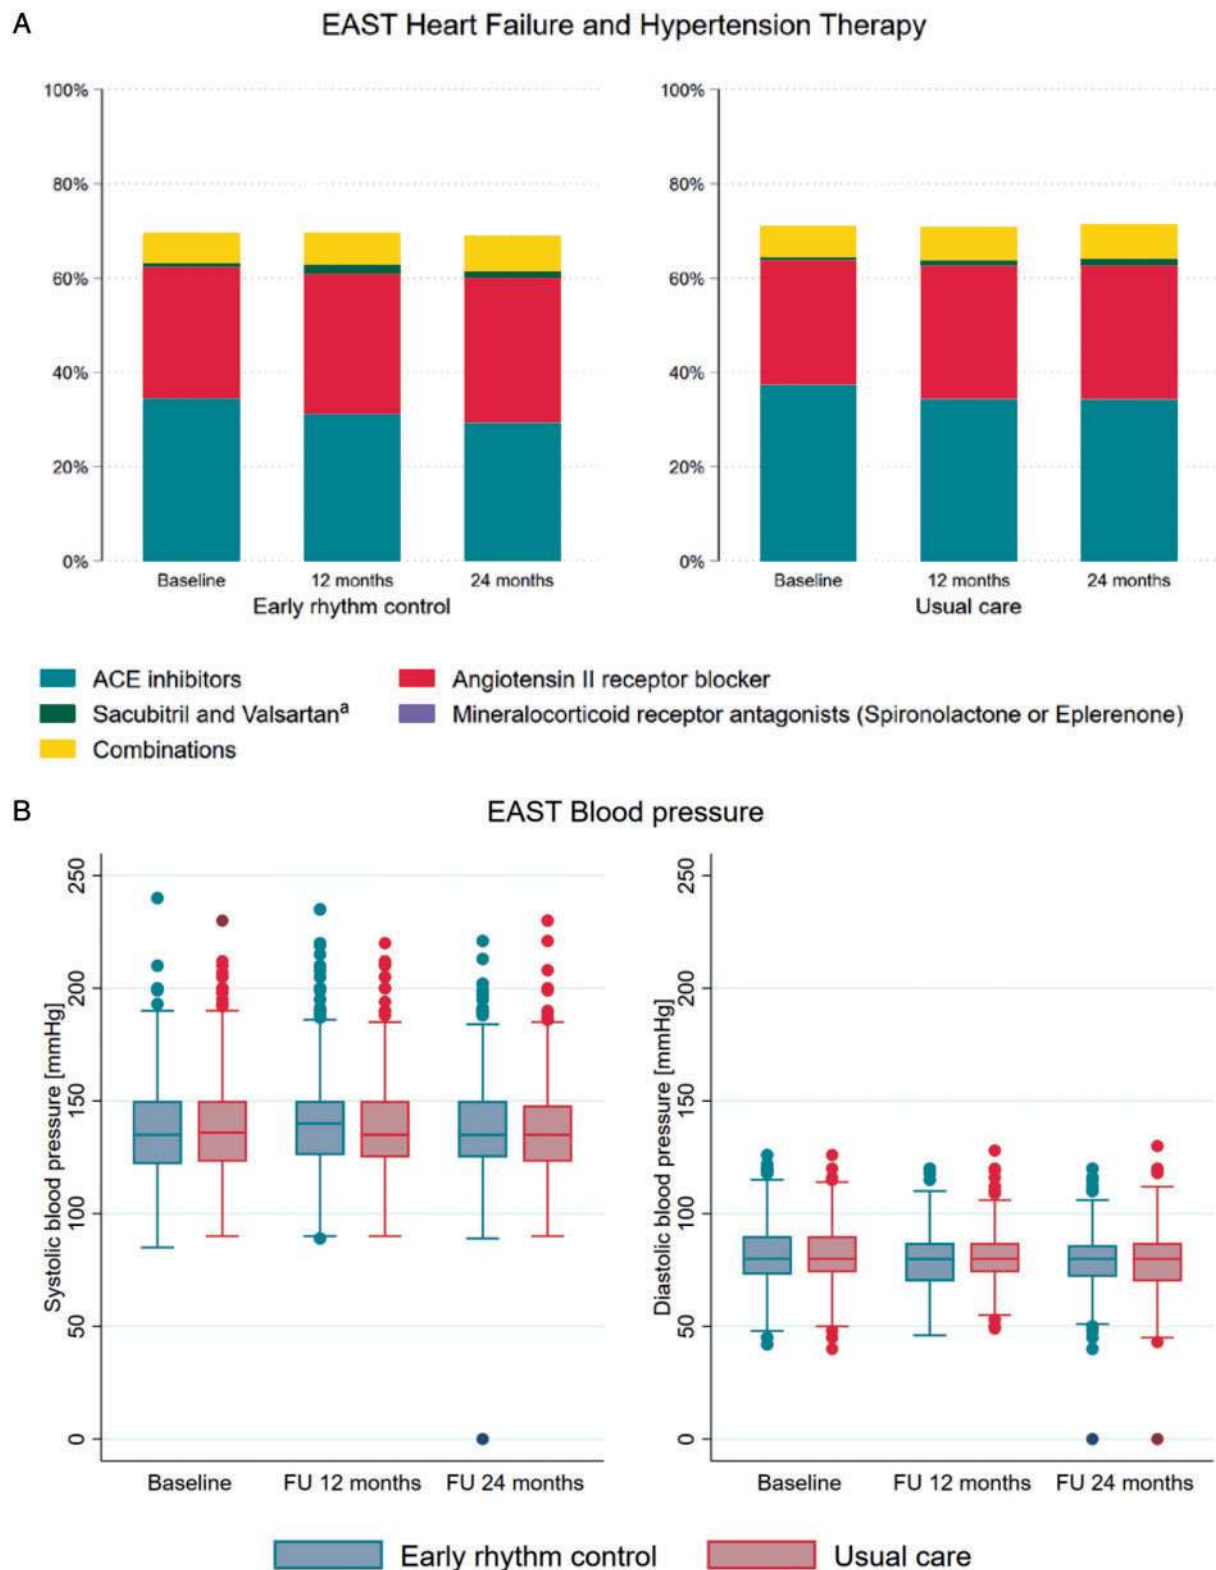 A
EAST Heart Failure and Hypertension Therapy
100%
80%
60%
40%
20%
0%
Baseline 12 months 24 months
Early rhythm control
100%
80%
60%
40%
20%
0%
Baseline 12 months 24 months
Usual care
ACE inhibitors
Angiotensin II receptor blocker
Sacubitril and Valsartanᵃ
Mineralocorticoid receptor antagonists (Spironolactone or Eplerenone)
Combinations
B
EAST Blood pressure
Systolic blood pressure [mmHg]
250
200
150
100
50
0
Baseline FU 12 months FU 24 months
Diastolic blood pressure [mmHg]
250
200
150
100
50
0
Baseline FU 12 months FU 24 months
Early rhythm control
Usual care